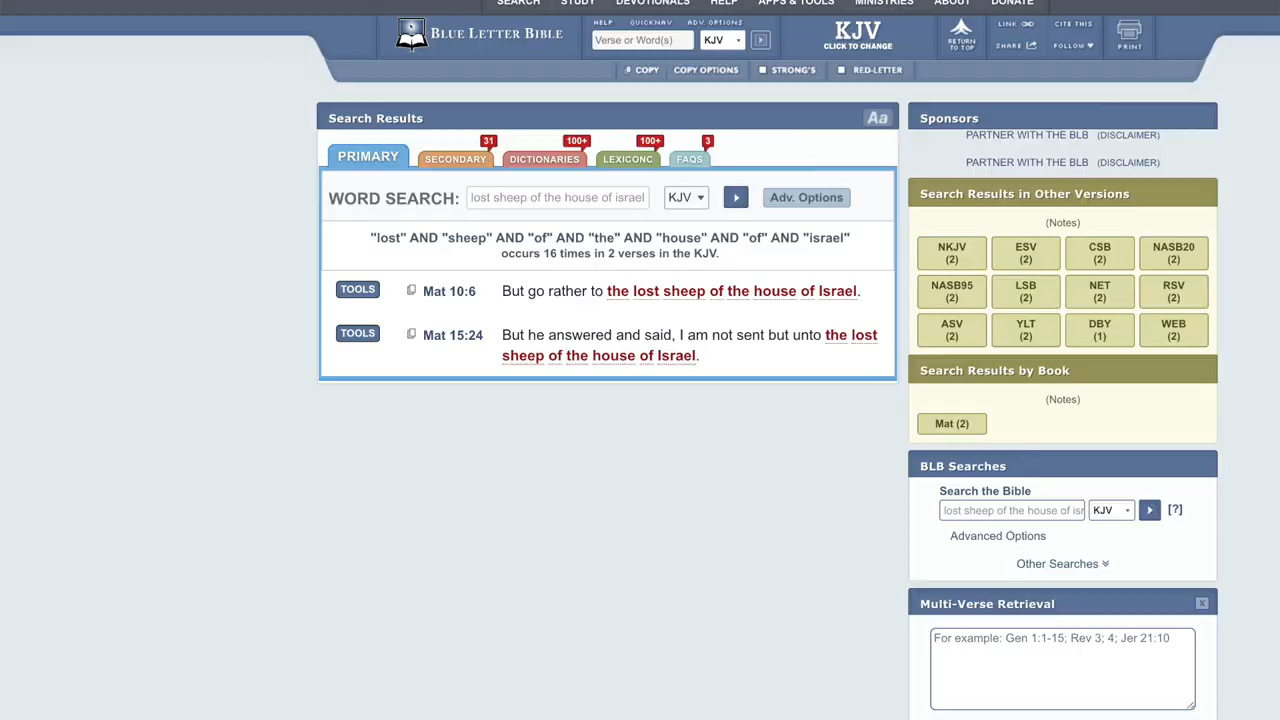 SEARCH STUDY DEVOTIONALS HELP APPS & TOOLS MINISTRIES ABOUT DONATE
BLUE LETTER BIBLE
HELP QUICKNAV ADV. OPTIONS
Verse or Word(s) KJV
KJV
CLICK TO CHANGE
RETURN
TO TOP
LINK CITE THIS
SHARE FOLLOW
PRINT
COPY COPY OPTIONS STRONG'S RED-LETTER
Search Results Aa
31 100+ 100+ 3
PRIMARY SECONDARY DICTIONARIES LEXICONC FAQS
WORD SEARCH: lost sheep of the house of israel KJV Adv. Options
"lost" AND "sheep" AND "of" AND "the" AND "house" AND "of" AND "israel"
occurs 16 times in 2 verses in the KJV.
TOOLS Mat 10:6 But go rather to the lost sheep of the house of Israel.
TOOLS Mat 15:24 But he answered and said, I am not sent but unto the lost
sheep of the house of Israel.
Sponsors
PARTNER WITH THE BLB (DISCLAIMER)
PARTNER WITH THE BLB (DISCLAIMER)
Search Results in Other Versions
(Notes)
NKJV ESV CSB NASB20
(2) (2) (2) (2)
NASB95 LSB NET RSV
(2) (2) (2) (2)
ASV YLT DBY WEB
(2) (2) (1) (2)
Search Results by Book
(Notes)
Mat (2)
BLB Searches
Search the Bible
lost sheep of the house of isr KJV [?]
Advanced Options
Other Searches
Multi-Verse Retrieval x
For example: Gen 1:1-15; Rev 3; 4; Jer 21:10